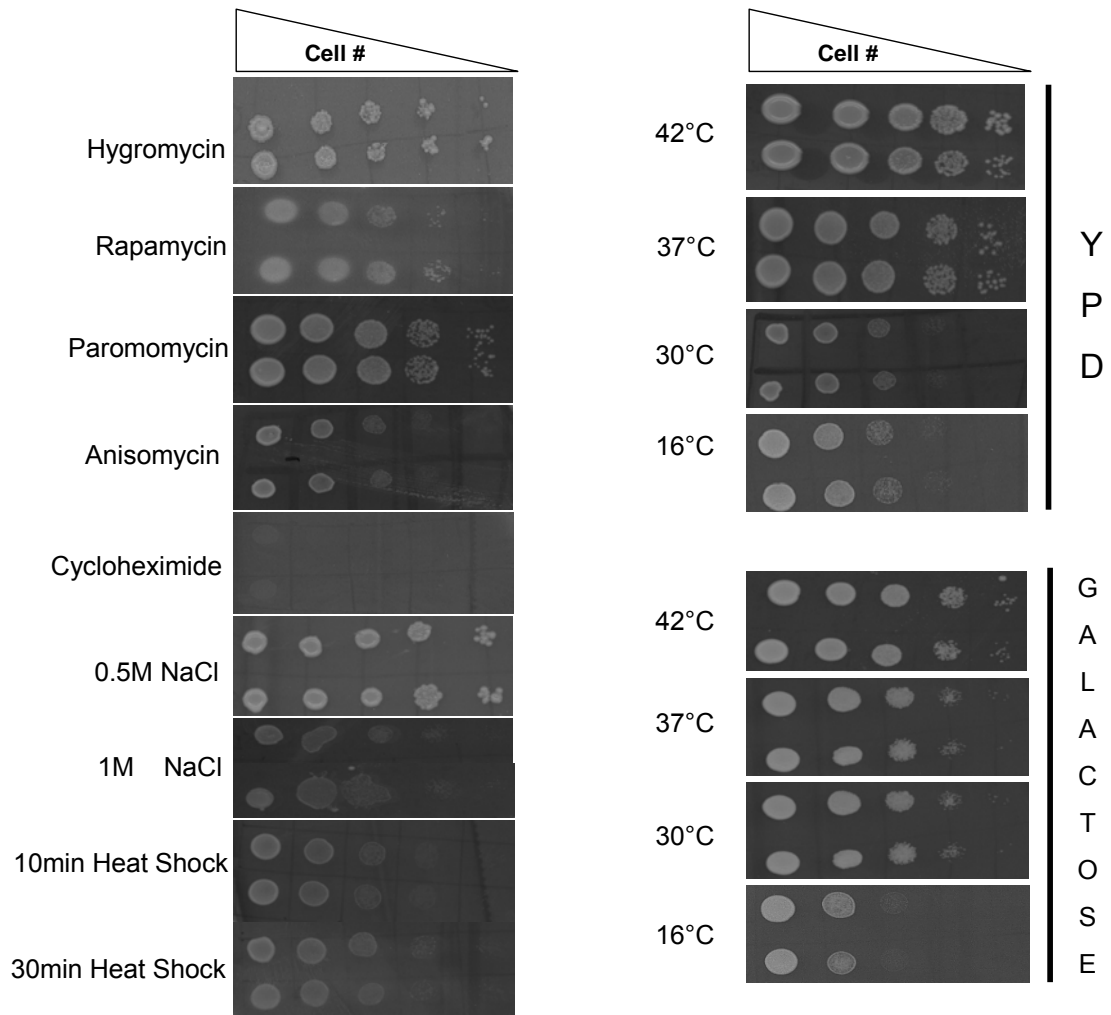 Cell #
Hygromycin
Rapamycin
Paromomycin
Anisomycin
Cycloheximide
0.5M NaCl
1M NaCl
10min Heat Shock
30min Heat Shock
Cell #
42°C
37°C
30°C
16°C
Y
P
D
42°C
37°C
30°C
16°C
G
A
L
A
C
T
O
S
E